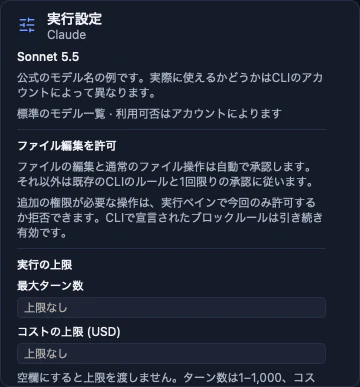 実行設定
Claude
Sonnet 5.5
公式のモデル名の例です。実際に使えるかどうかはCLIのアカ
ウントによって異なります。
標準のモデル一覧・利用可否はアカウントによります
ファイル編集を許可
ファイルの編集と通常のファイル操作は自動で承認します。
それ以外は既存のCLIのルールと1回限りの承認に従います。
追加の権限が必要な操作は、実行ペインで今回のみ許可する
か拒否できます。CLIで宣言されたブロックルールは引き続き
有効です。
実行の上限
最大ターン数
上限なし
コストの上限 (USD)
上限なし
空欄にすると上限を渡しません。ターン数は1–1,000、コス